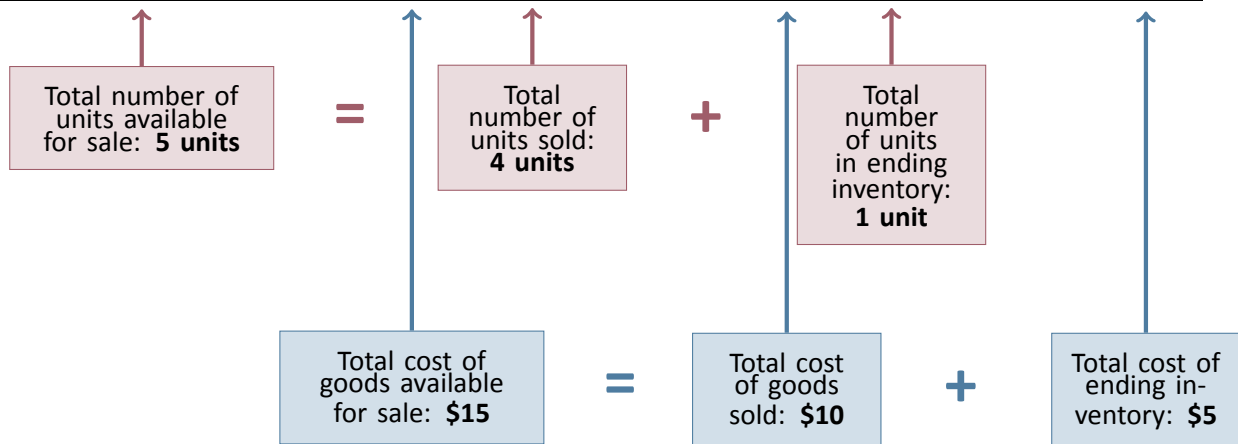 Total number of
units available
for sale: 5 units
=
Total
number of
units sold:
4 units
+
Total
number
of units
in ending
inventory:
1 unit
Total cost of
goods available
for sale: $15
=
Total cost
of goods
sold: $10
+
Total cost of
ending in-
ventory: $5